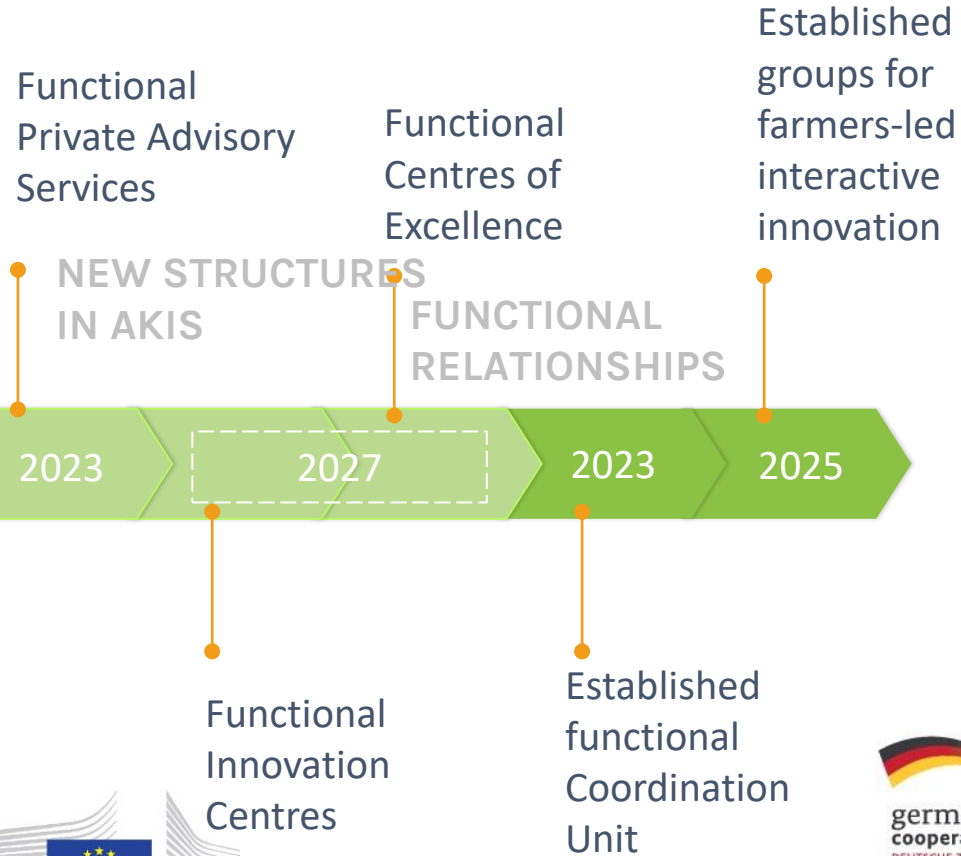 Functional
Private Advisory
Services
Functional
Centres of
Excellence
Established
groups for
farmers-led
interactive
innovation
NEW STRUCTURES
IN AKIS
FUNCTIONAL
RELATIONSHIPS
2023
2027
2023
2025
Functional
Innovation
Centres
Established
functional
Coordination
Unit